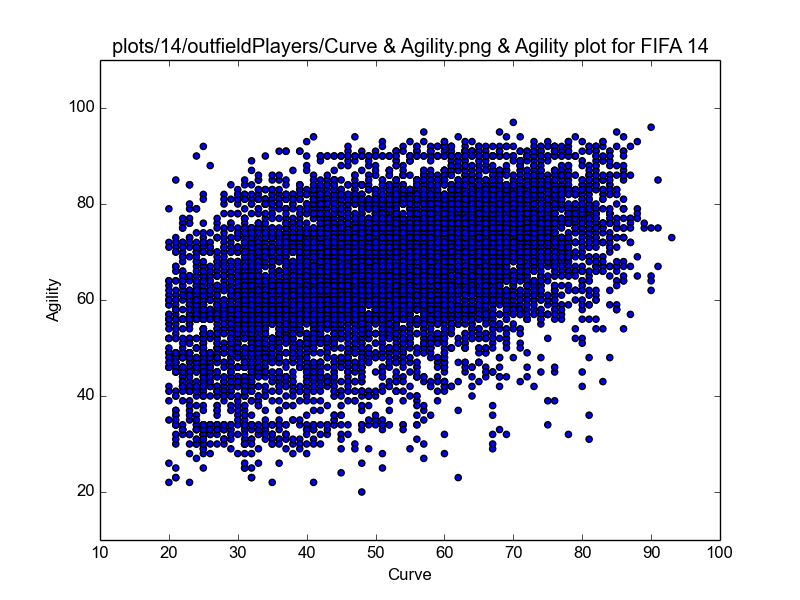 plots/14/outfieldPlayers/Curve & Agility.png & Agility plot for FIFA 14
100
80
60
40
20
Agility
10 20 30 40 50 60 70 80 90 100
Curve